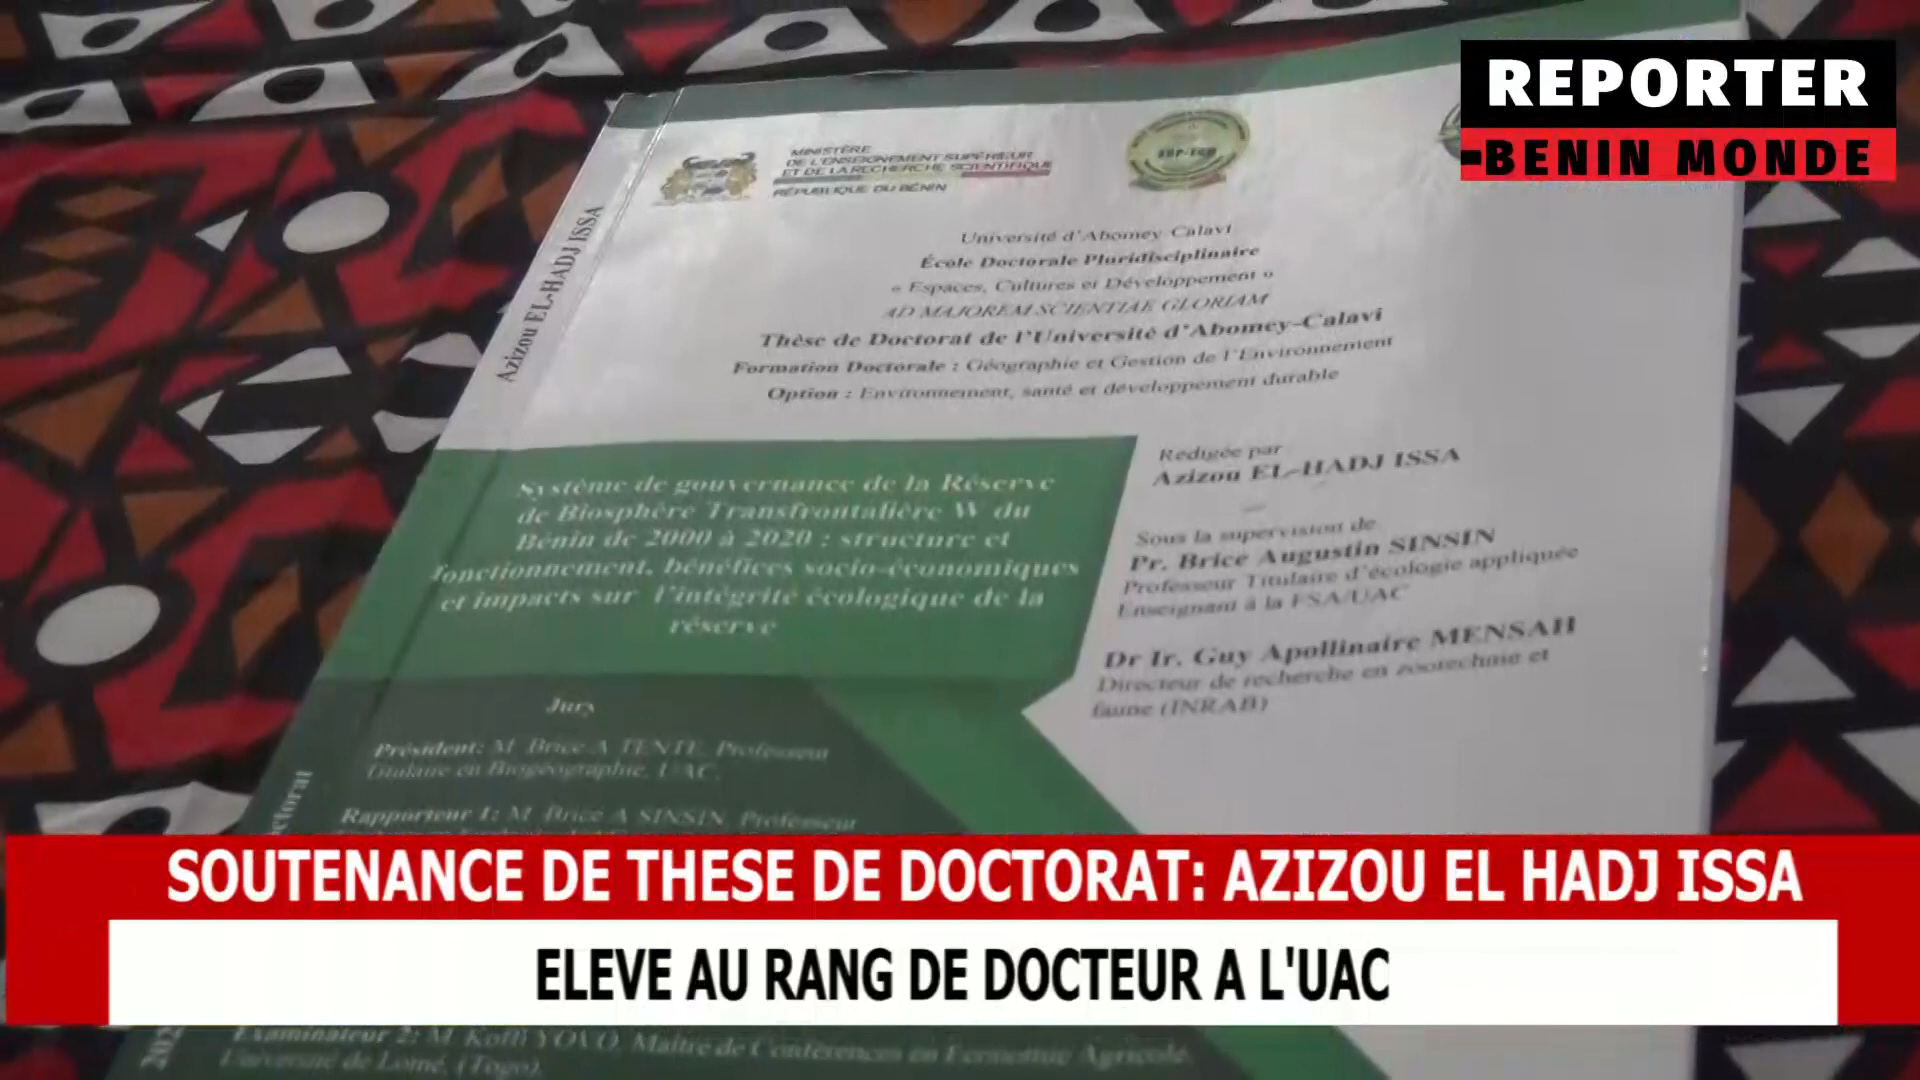 REPORTER
BENIN MONDE
MINISTÈRE
DE L'ENSEIGNEMENT SUPÉRIEUR
ET DE LA RECHERCHE SCIENTIFIQUE
RÉPUBLIQUE DU BÉNIN
Azizou EL-HADJ ISSA
Université d'Abomey-Calavi
École Doctorale Pluridisciplinaire
« Espaces, Cultures et Développement »
AD MAJOREM SCIENTIAE GLORIAM
Thèse de Doctorat de l'Université d'Abomey-Calavi
Formation Doctorale : Géographie et Gestion de l'Environnement
Option : Environnement, santé et développement durable
Système de gouvernance de la Réserve
de Biosphère Transfrontalière W du
Bénin de 2000 à 2020 : structure et
fonctionnement, bénéfices socio-économiques
et impacts sur l'intégrité écologique de la
réserve
Rédigée par
Azizou EL-HADJ ISSA
Sous la supervision de
Pr. Brice Augustin SINSIN
Professeur Titulaire d'écologie appliquée
Enseignant à la FSA/UAC
Dr Ir. Guy Apollinaire MENSAH
Directeur de recherche en zootechnie et
faune (INRAB)
Jury
Président: M. Brice A TENTE, Professeur
Titulaire en Biogéographie, UAC.
Rapporteur 1: M. Brice A SINSIN, Professeur
SOUTENANCE DE THESE DE DOCTORAT: AZIZOU EL HADJ ISSA
ELEVE AU RANG DE DOCTEUR A L'UAC
Examinateur 2: M. Koffi YOVO, Maître de Conférences en Economie Agricole,
Université de Lomé, (Togo).